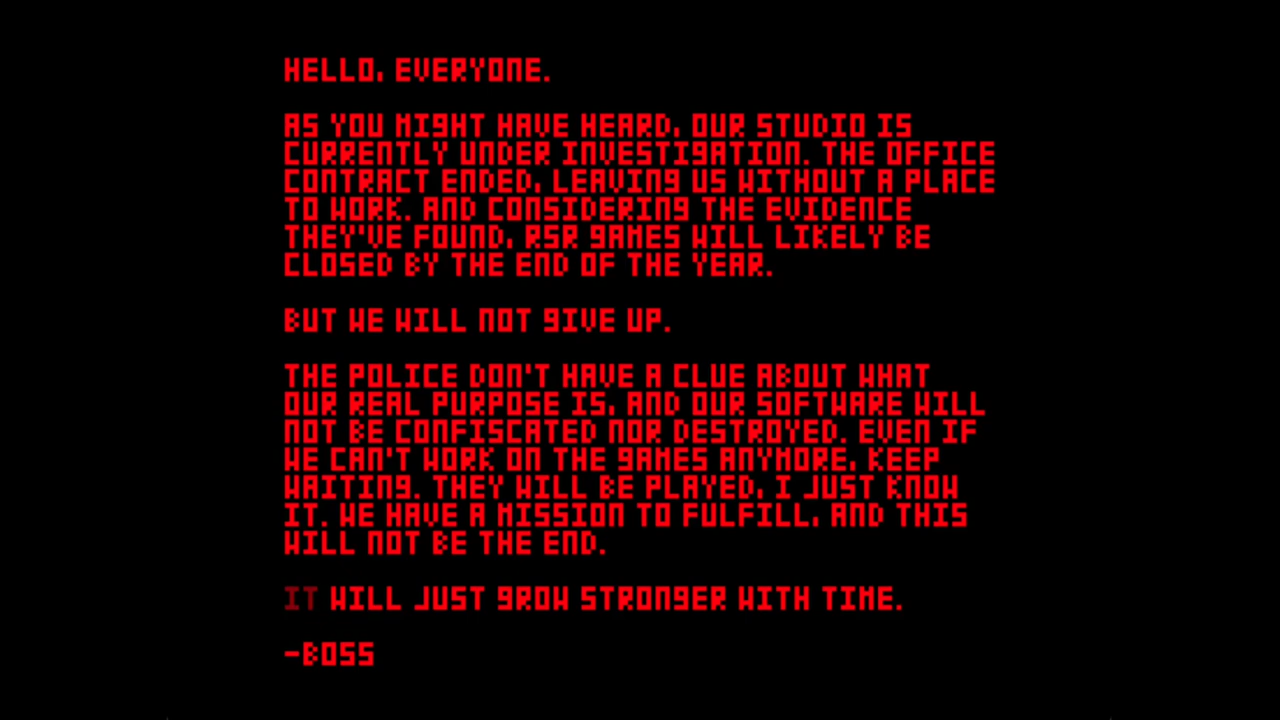 HELLO, EVERYONE.
AS YOU MIGHT HAVE HEARD, OUR STUDIO IS
CURRENTLY UNDER INVESTIGATION. THE OFFICE
CONTRACT ENDED, LEAVING US WITHOUT A PLACE
TO WORK. AND CONSIDERING THE EVIDENCE
THEY'VE FOUND, RSR GAMES WILL LIKELY BE
CLOSED BY THE END OF THE YEAR.
BUT WE WILL NOT GIVE UP.
THE POLICE DON'T HAVE A CLUE ABOUT WHAT
OUR REAL PURPOSE IS, AND OUR SOFTWARE WILL
NOT BE CONFISCATED NOR DESTROYED. EVEN IF
WE CAN'T WORK ON THE GAMES ANYMORE, KEEP
WAITING. THEY WILL BE PLAYED, I JUST KNOW
IT. WE HAVE A MISSION TO FULFILL, AND THIS
WILL NOT BE THE END.
IT WILL JUST GROW STRONGER WITH TIME.
-BOSS